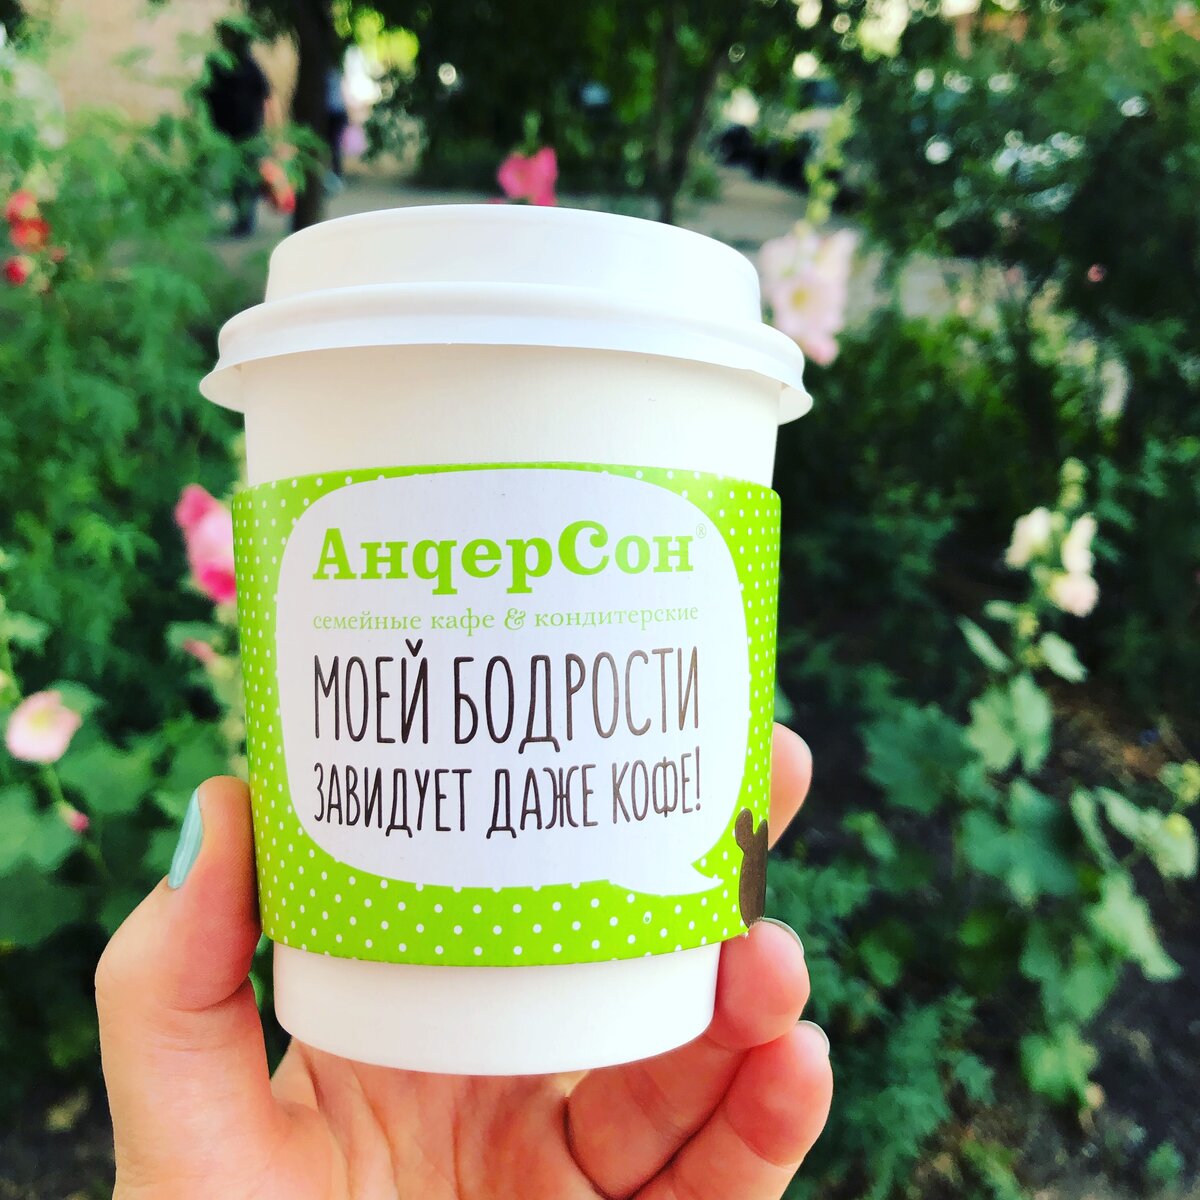 АндерСон®
семейные кафе & кондитерские
МОЕЙ БОДРОСТИ
ЗАВИДУЕТ ДАЖЕ КОФЕ!